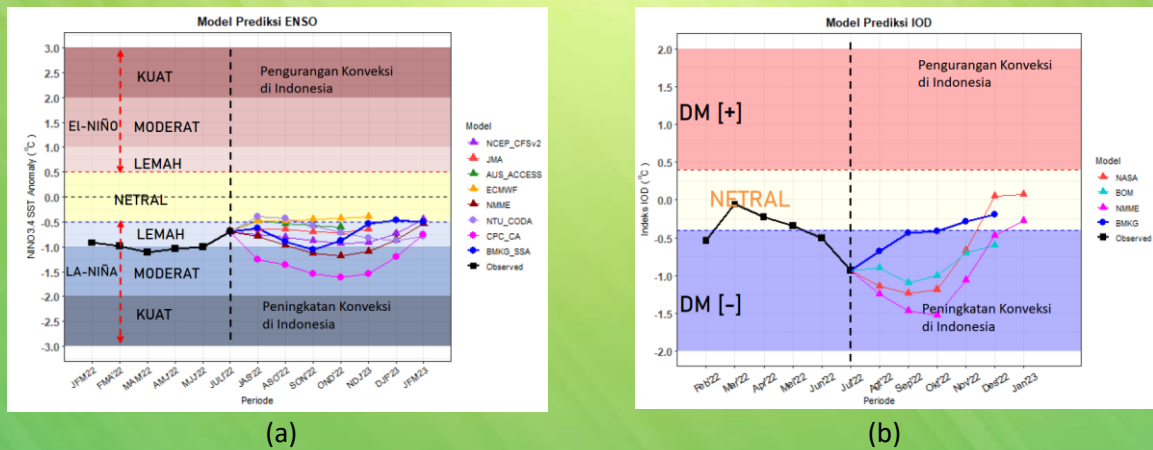 Model Prediksi ENSO
NINO3.4 SST Anomaly (°C)
3.0
2.5
2.0
1.5
1.0
0.5
0.0
-0.5
-1.0
-1.5
-2.0
-2.5
-3.0
KUAT
Pengurangan Konveksi
di Indonesia
El-NIÑO
MODERAT
LEMAH
NETRAL
LEMAH
LA-NIÑA
MODERAT
KUAT
Peningkatan Konveksi
di Indonesia
JFM'22
FMA'22
MAM'22
AMJ'22
MJJ'22
JULI'22
JAS'22
ASO'22
SON'22
OND'22
NDJ'23
DJF'23
JFM'23
Periode
Model
NCEP_CFSv2
JMA
AUS_ACCESS
ECMWF
NMME
NTU_CODA
CPC_CA
BMKG_SSA
Observed
(a)
Model Prediksi IOD
Indeks IOD (°C)
2.0
1.5
1.0
0.5
0.0
-0.5
-1.0
-1.5
-2.0
Pengurangan Konveksi
di Indonesia
DM [+]
NETRAL
DM [-]
Peningkatan Konveksi
di Indonesia
Feb'22
Mar'22
Apr'22
Mei'22
Jun'22
Jul'22
Sep'22
Okt'22
Nov'22
Des'22
Jan'23
Periode
Model
NASA
BOM
NMME
BMKG
Observed
(b)